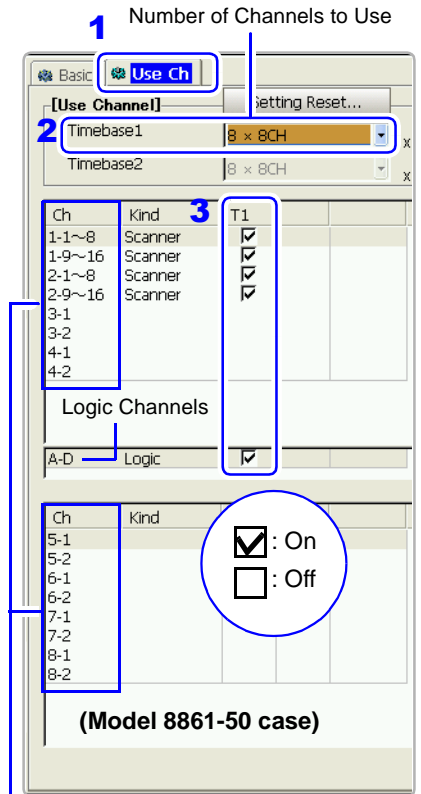 Number of Channels to Use
1
Basic Use Ch
[Use Channel] Setting Reset...
2 Timebase1 8 × 8CH x
Timebase2 8 × 8CH x
3
Ch Kind T1
1-1~8 Scanner
1-9~16 Scanner
2-1~8 Scanner
2-9~16 Scanner
3-1
3-2
4-1
4-2
Logic Channels
A-D Logic
Ch Kind
5-1
5-2
6-1
6-2
7-1
7-2
8-1
8-2
: On
: Off
(Model 8861-50 case)